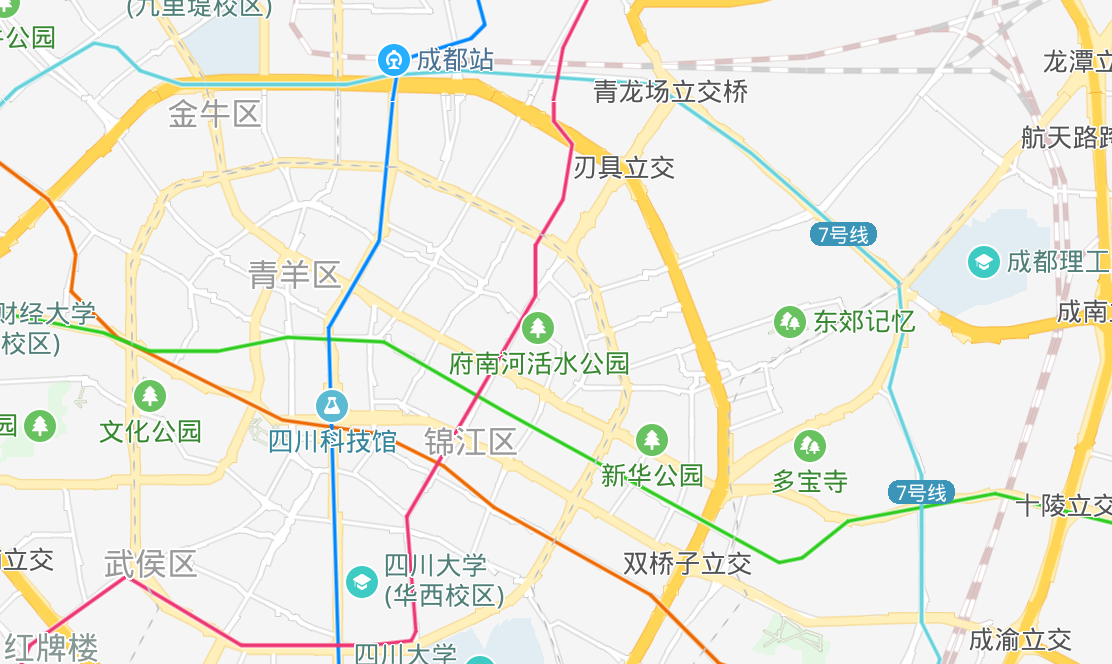 (九里堤校区)
公园
成都站
龙潭立
青龙场立交桥
金牛区
航天路跨
刃具立交
7号线
成都理工
青羊区
财经大学
校区)
成南立
东郊记忆
府南河活水公园
文化公园
园
四川科技馆
锦江区
新华公园
多宝寺
7号线
十陵立交
立交
武侯区
四川大学
(华西校区)
双桥子立交
红牌楼
四川大学
成渝立交